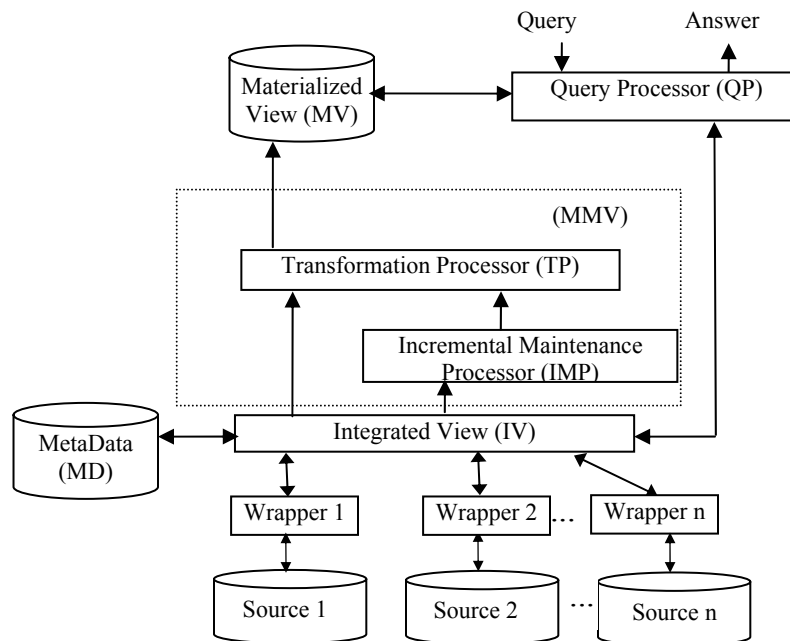 Query
Answer
Materialized
View (MV)
Query Processor (QP)
(MMV)
Transformation Processor (TP)
Incremental Maintenance
Processor (IMP)
MetaData
(MD)
Integrated View (IV)
Wrapper 1
Wrapper 2
...
Wrapper n
Source 1
Source 2
...
Source n